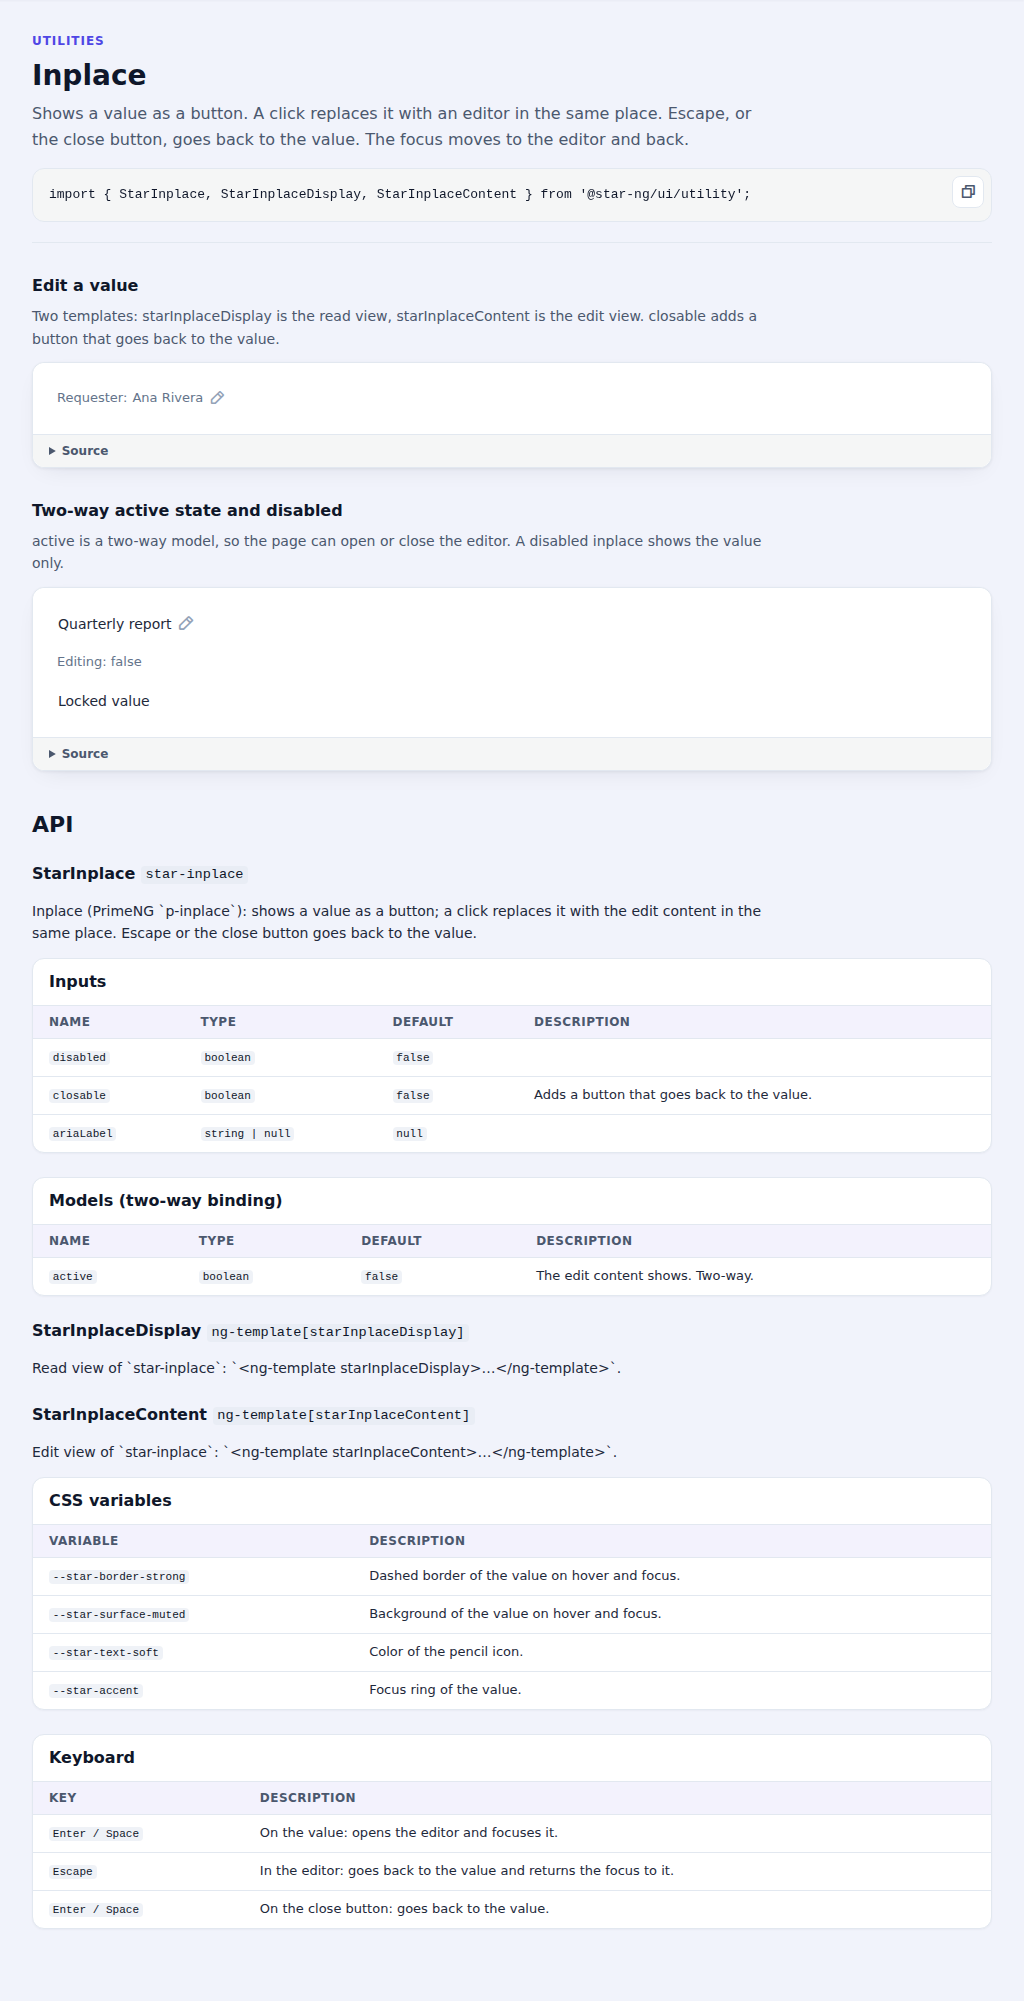 UTILITIES
Inplace
Shows a value as a button. A click replaces it with an editor in the same place. Escape, or
the close button, goes back to the value. The focus moves to the editor and back.
import { StarInplace, StarInplaceDisplay, StarInplaceContent } from '@star-ng/ui/utility';
Edit a value
Two templates: starInplaceDisplay is the read view, starInplaceContent is the edit view. closable adds a
button that goes back to the value.
Requester: Ana Rivera
Source
Two-way active state and disabled
active is a two-way model, so the page can open or close the editor. A disabled inplace shows the value
only.
Quarterly report
Editing: false
Locked value
Source
API
StarInplace star-inplace
Inplace (PrimeNG `p-inplace`): shows a value as a button; a click replaces it with the edit content in the
same place. Escape or the close button goes back to the value.
Inputs
NAME TYPE DEFAULT DESCRIPTION
disabled boolean false
closable boolean false Adds a button that goes back to the value.
ariaLabel string | null null
Models (two-way binding)
NAME TYPE DEFAULT DESCRIPTION
active boolean false The edit content shows. Two-way.
StarInplaceDisplay ng-template[starInplaceDisplay]
Read view of `star-inplace`: `<ng-template starInplaceDisplay>…</ng-template>`.
StarInplaceContent ng-template[starInplaceContent]
Edit view of `star-inplace`: `<ng-template starInplaceContent>…</ng-template>`.
CSS variables
VARIABLE DESCRIPTION
--star-border-strong Dashed border of the value on hover and focus.
--star-surface-muted Background of the value on hover and focus.
--star-text-soft Color of the pencil icon.
--star-accent Focus ring of the value.
Keyboard
KEY DESCRIPTION
Enter / Space On the value: opens the editor and focuses it.
Escape In the editor: goes back to the value and returns the focus to it.
Enter / Space On the close button: goes back to the value.